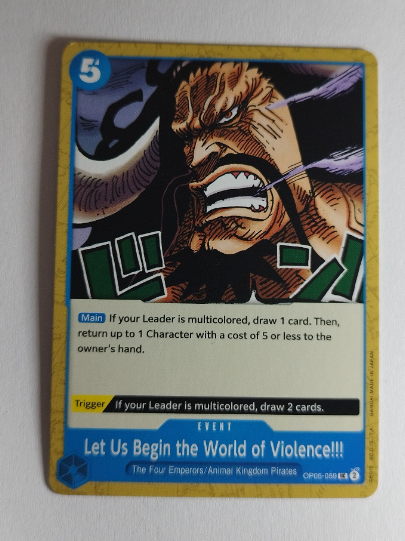 5
ドン
Main If your Leader is multicolored, draw 1 card. Then,
return up to 1 Character with a cost of 5 or less to the
owner's hand.
Trigger If your Leader is multicolored, draw 2 cards.
EVENT
Let Us Begin the World of Violence!!!
The Four Emperors/Animal Kingdom Pirates